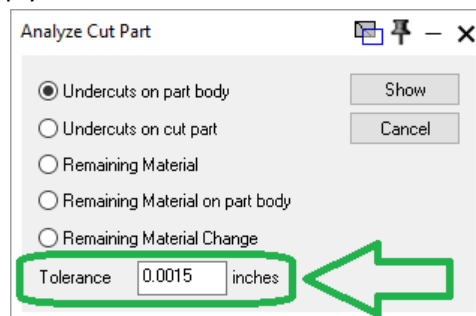 Analyze Cut Part
Undercuts on part body
Show
Undercuts on cut part
Cancel
Remaining Material
Remaining Material on part body
Remaining Material Change
Tolerance 0.0015 inches